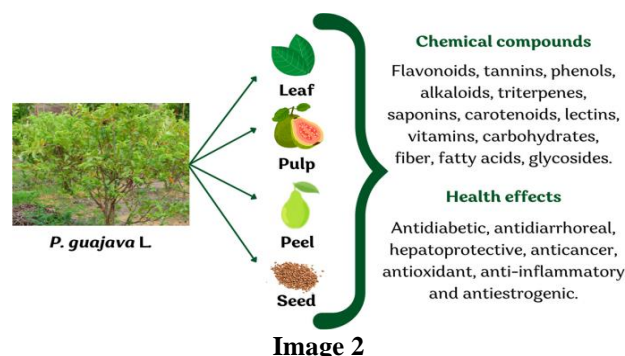 P. guajava L.
Leaf
Pulp
Peel
Seed
Chemical compounds
Flavonoids, tannins, phenols,
alkaloids, triterpenes,
saponins, carotenoids, lectins,
vitamins, carbohydrates,
fiber, fatty acids, glycosides.
Health effects
Antidiabetic, antidiarrhoreal,
hepatoprotective, anticancer,
antioxidant, anti-inflammatory
and antiestrogenic.
Image 2